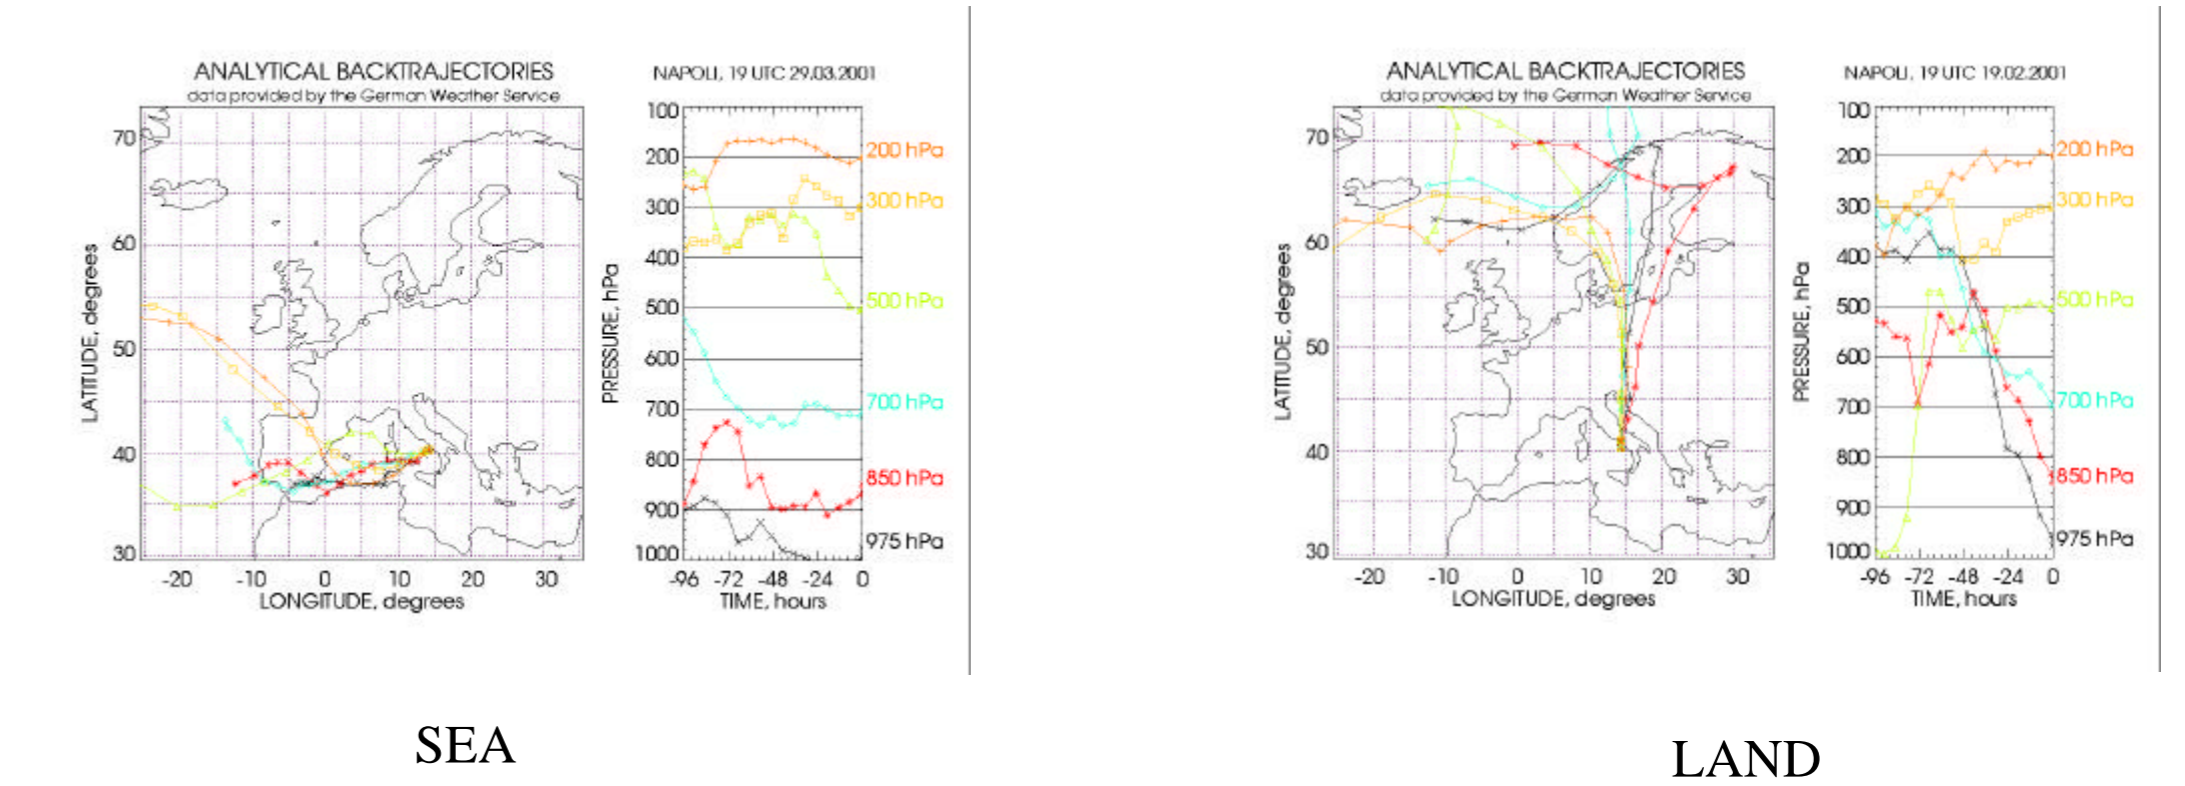 ANALYTICAL BACKTRAJECTORIES
data provided by the German Weather Service
NAPOLI, 19 UTC 29.03.2001
70
60
50
40
30
LATITUDE, degrees
-20 -10 0 10 20 30
LONGITUDE, degrees
100
200
300
400
500
600
700
800
900
1000
PRESSURE, hPa
-96 -72 -48 -24 0
TIME, hours
200 hPa
300 hPa
500 hPa
700 hPa
850 hPa
975 hPa
SEA
ANALYTICAL BACKTRAJECTORIES
data provided by the German Weather Service
NAPOLI, 19 UTC 19.02.2001
70
60
50
40
30
LATITUDE, degrees
-20 -10 0 10 20 30
LONGITUDE, degrees
100
200
300
400
500
600
700
800
900
1000
PRESSURE, hPa
-96 -72 -48 -24 0
TIME, hours
200 hPa
300 hPa
500 hPa
700 hPa
850 hPa
975 hPa
LAND